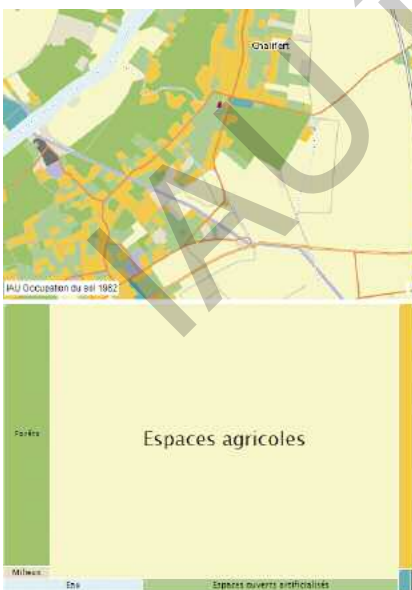 IAU
Chalifert
IAU Occupation du sol 1982
Forêts
Espaces agricoles
Milieux
Eau
Espaces ouverts artificialisés